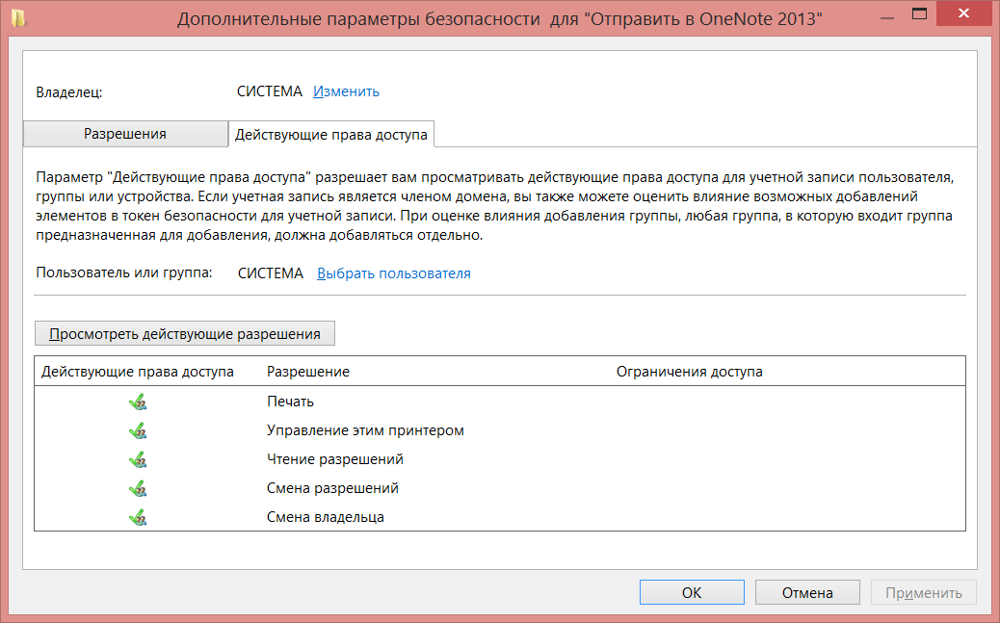 Дополнительные параметры безопасности для "Отправить в OneNote 2013"
Владелец: СИСТЕМА Изменить
Разрешения Действующие права доступа
Параметр "Действующие права доступа" разрешает вам просматривать действующие права доступа для учетной записи пользователя,
группы или устройства. Если учетная запись является членом домена, вы также можете оценить влияние возможных добавлений
элементов в токен безопасности для учетной записи. При оценке влияния добавления группы, любая группа, в которую входит группа
предназначенная для добавления, должна добавляться отдельно.
Пользователь или группа: СИСТЕМА Выбрать пользователя
Просмотреть действующие разрешения
Действующие права доступа Разрешение Ограничения доступа
Печать
Управление этим принтером
Чтение разрешений
Смена разрешений
Смена владельца
ОК Отмена Применить